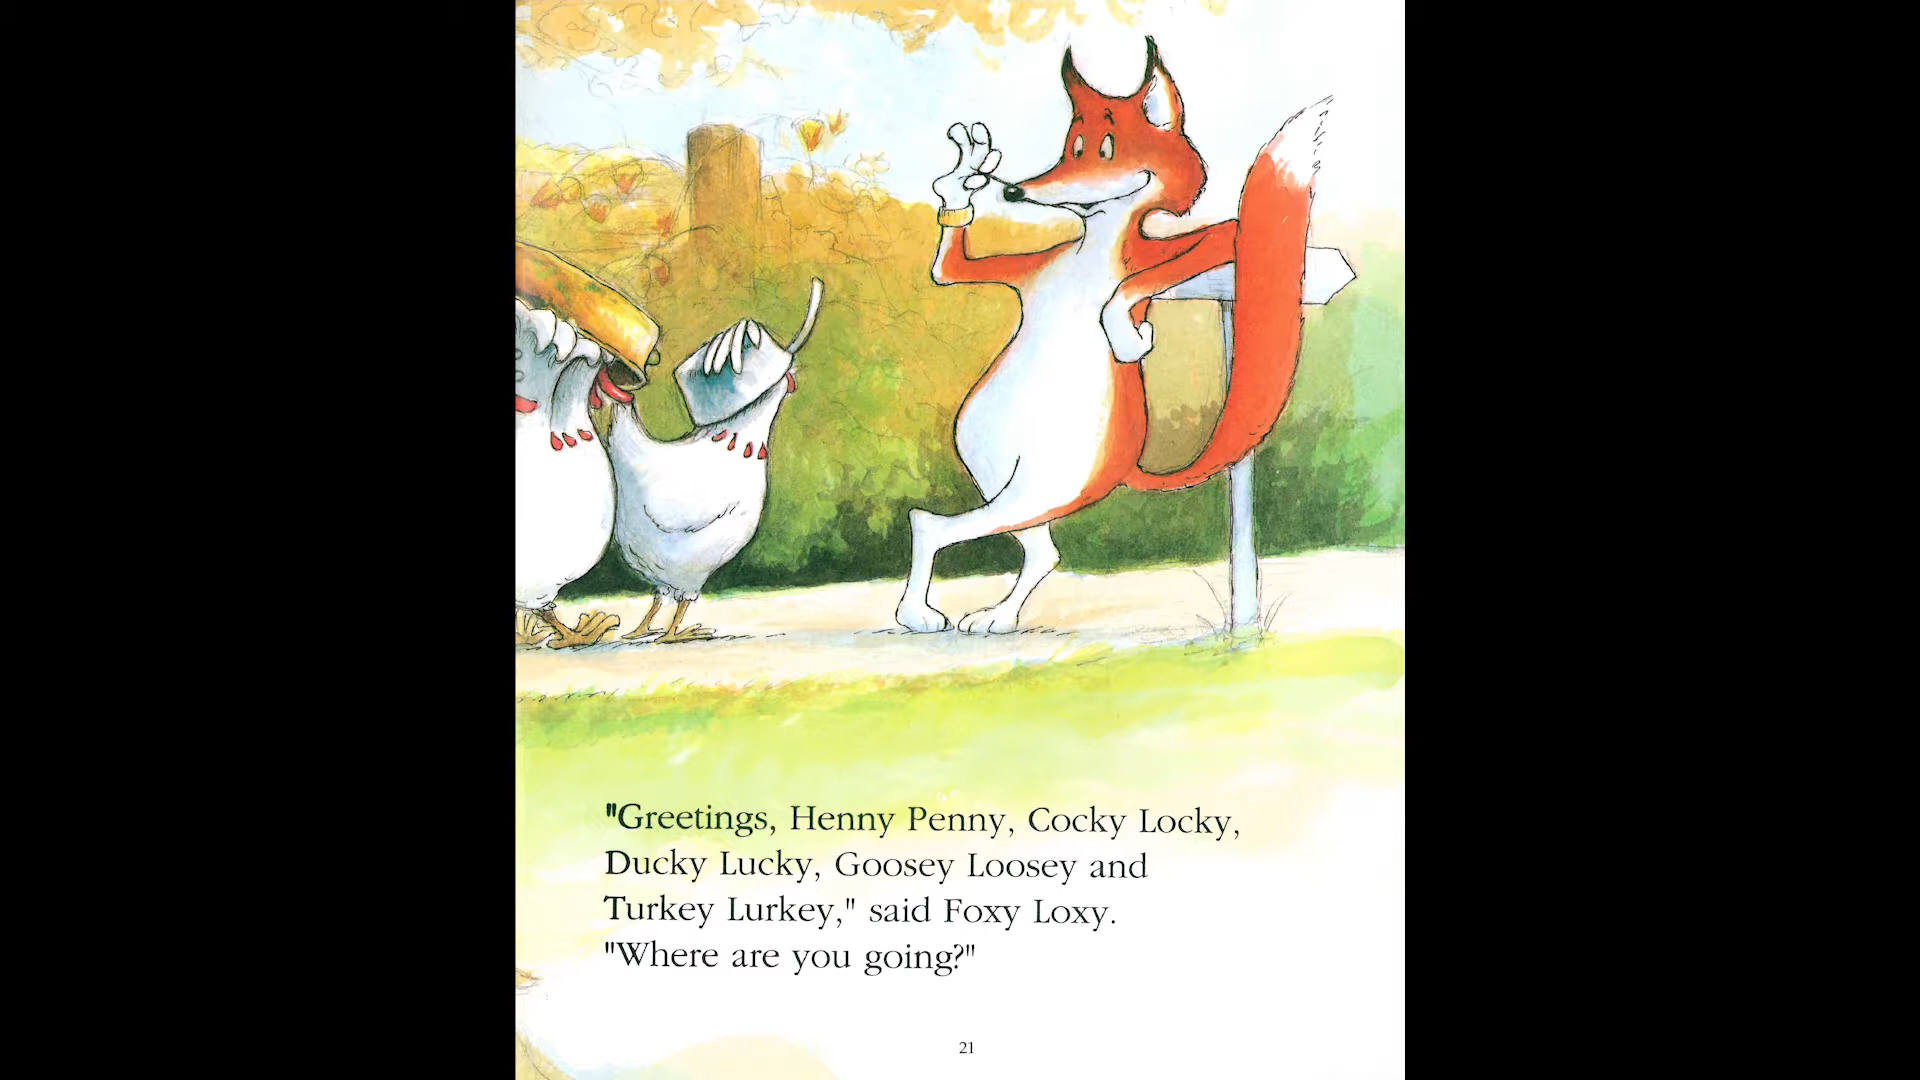 "Greetings, Henny Penny, Cocky Locky,
Ducky Lucky, Goosey Loosey and
Turkey Lurkey," said Foxy Loxy.
"Where are you going?"
21